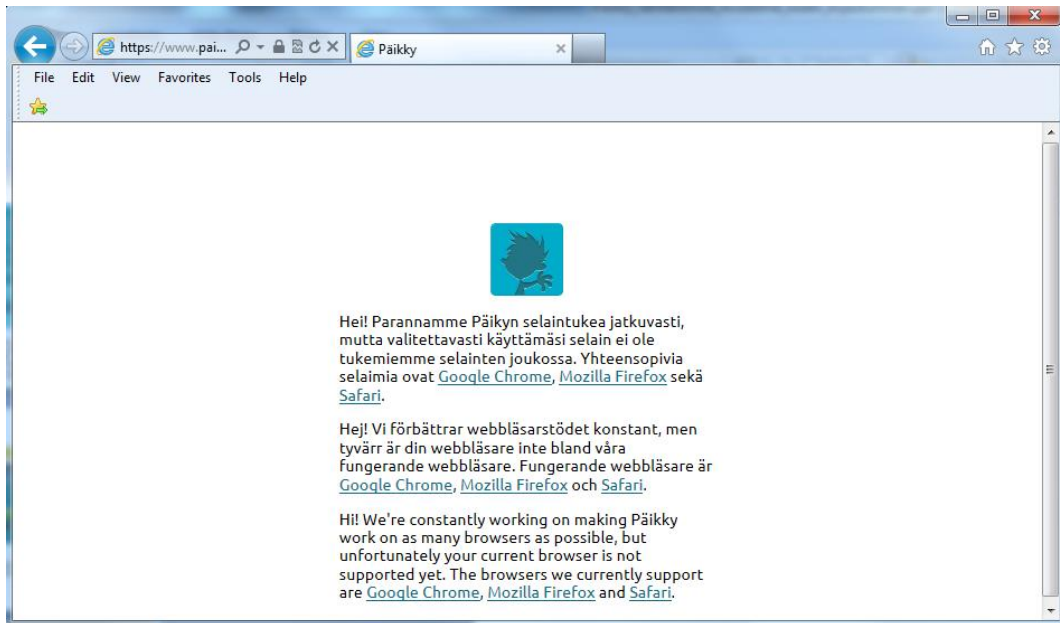 https://www.pai...
Päikky
File Edit View Favorites Tools Help
Hei! Parannamme Päikyn selaintukea jatkuvasti,
mutta valitettavasti käyttämäsi selain ei ole
tukemiemme selainten joukossa. Yhteensopivia
selaimia ovat Google Chrome, Mozilla Firefox sekä
Safari.
Hej! Vi förbättrar webbläsarstödet konstant, men
tyvärr är din webbläsare inte bland våra
fungerande webbläsare. Fungerande webbläsare är
Google Chrome, Mozilla Firefox och Safari.
Hi! We're constantly working on making Päikky
work on as many browsers as possible, but
unfortunately your current browser is not
supported yet. The browsers we currently support
are Google Chrome, Mozilla Firefox and Safari.